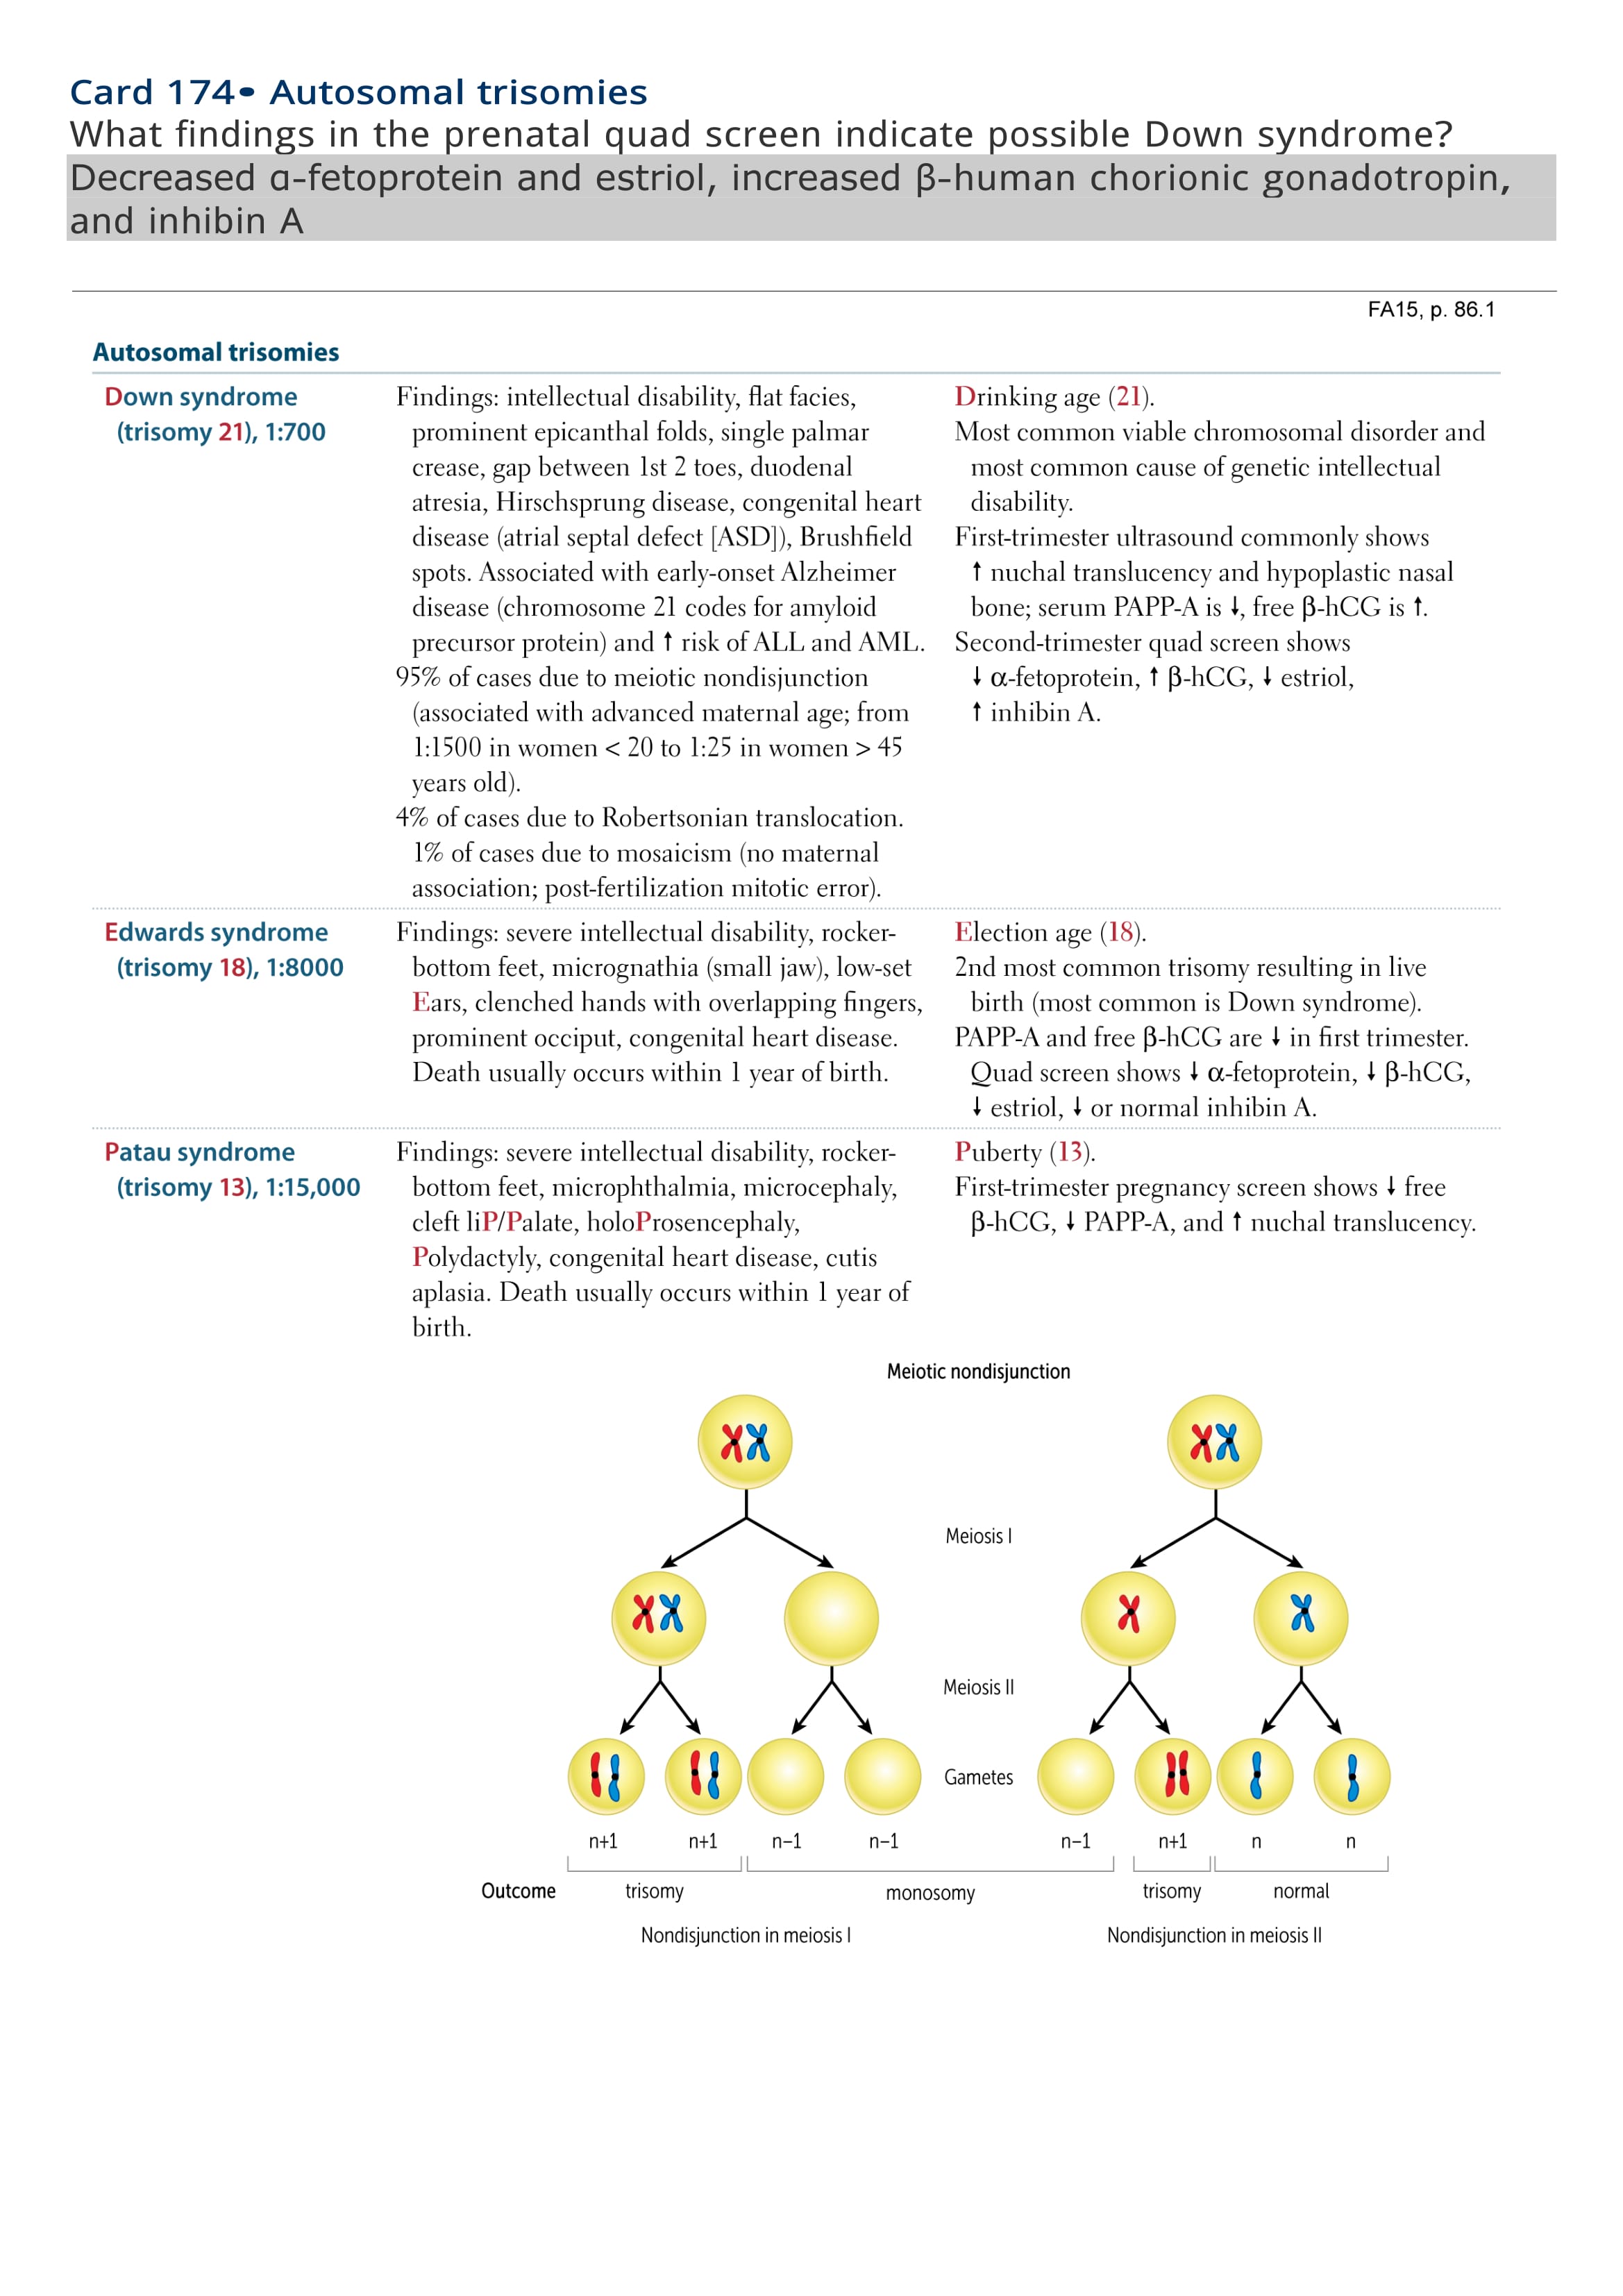 Card 174• Autosomal trisomies
What findings in the prenatal quad screen indicate possible Down syndrome?
Decreased α-fetoprotein and estriol, increased β-human chorionic gonadotropin,
and inhibin A
FA15, p. 86.1
Autosomal trisomies
Down syndrome
(trisomy 21), 1:700
Findings: intellectual disability, flat facies,
prominent epicanthal folds, single palmar
crease, gap between 1st 2 toes, duodenal
atresia, Hirschsprung disease, congenital heart
disease (atrial septal defect [ASD]), Brushfield
spots. Associated with early-onset Alzheimer
disease (chromosome 21 codes for amyloid
precursor protein) and ↑ risk of ALL and AML.
95% of cases due to meiotic nondisjunction
(associated with advanced maternal age; from
1:1500 in women < 20 to 1:25 in women > 45
years old).
4% of cases due to Robertsonian translocation.
1% of cases due to mosaicism (no maternal
association; post-fertilization mitotic error).
Drinking age (21).
Most common viable chromosomal disorder and
most common cause of genetic intellectual
disability.
First-trimester ultrasound commonly shows
↑ nuchal translucency and hypoplastic nasal
bone; serum PAPP-A is ↓, free β-hCG is ↑.
Second-trimester quad screen shows
↓ α-fetoprotein, ↑ β-hCG, ↓ estriol,
↑ inhibin A.
Edwards syndrome
(trisomy 18), 1:8000
Findings: severe intellectual disability, rocker-
bottom feet, micrognathia (small jaw), low-set
Ears, clenched hands with overlapping fingers,
prominent occiput, congenital heart disease.
Death usually occurs within 1 year of birth.
Election age (18).
2nd most common trisomy resulting in live
birth (most common is Down syndrome).
PAPP-A and free β-hCG are ↓ in first trimester.
Quad screen shows ↓ α-fetoprotein, ↓ β-hCG,
↓ estriol, ↓ or normal inhibin A.
Patau syndrome
(trisomy 13), 1:15,000
Findings: severe intellectual disability, rocker-
bottom feet, microphthalmia, microcephaly,
cleft liP/Palate, holoProsencephaly,
Polydactyly, congenital heart disease, cutis
aplasia. Death usually occurs within 1 year of
birth.
Puberty (13).
First-trimester pregnancy screen shows ↓ free
β-hCG, ↓ PAPP-A, and ↑ nuchal translucency.
Meiotic nondisjunction
Meiosis I
Meiosis II
Gametes
n+1 n+1 n−1 n−1 n−1 n+1 n n
Outcome trisomy monosomy trisomy normal
Nondisjunction in meiosis I Nondisjunction in meiosis II